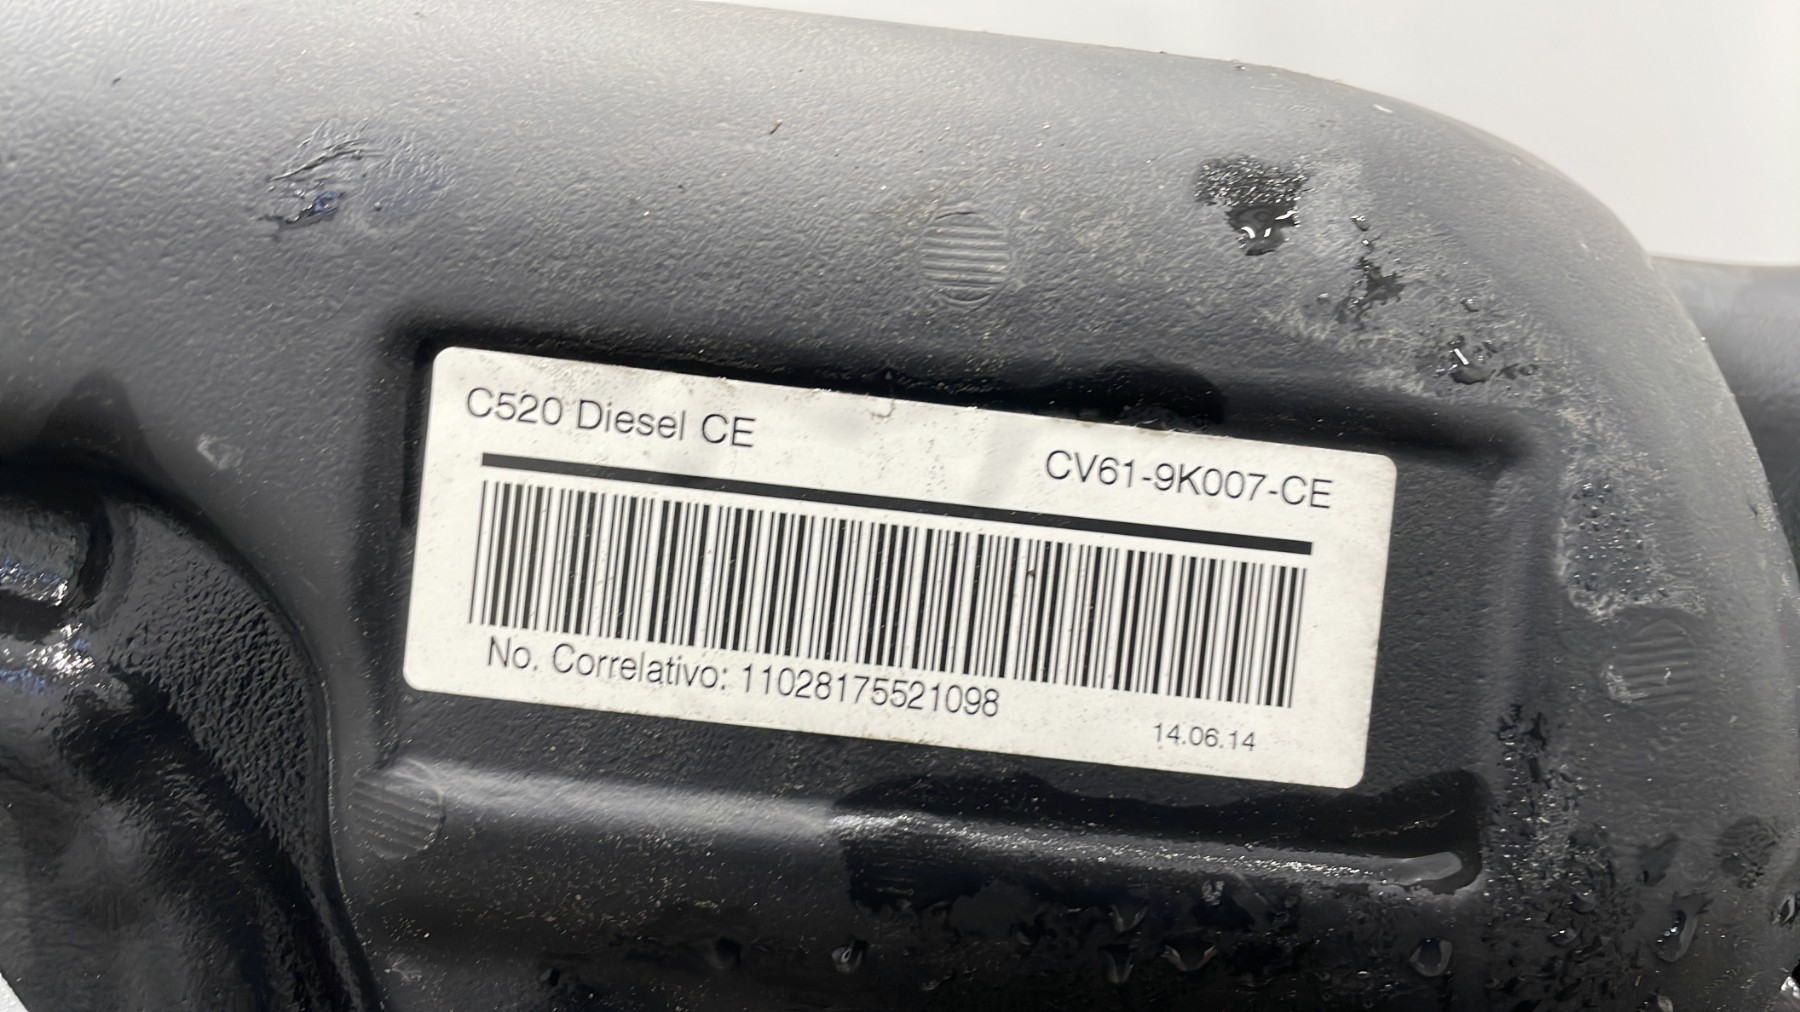 C520 Diesel CE
CV61-9K007-CE
No. Correlativo: 11028175521098
14.06.14